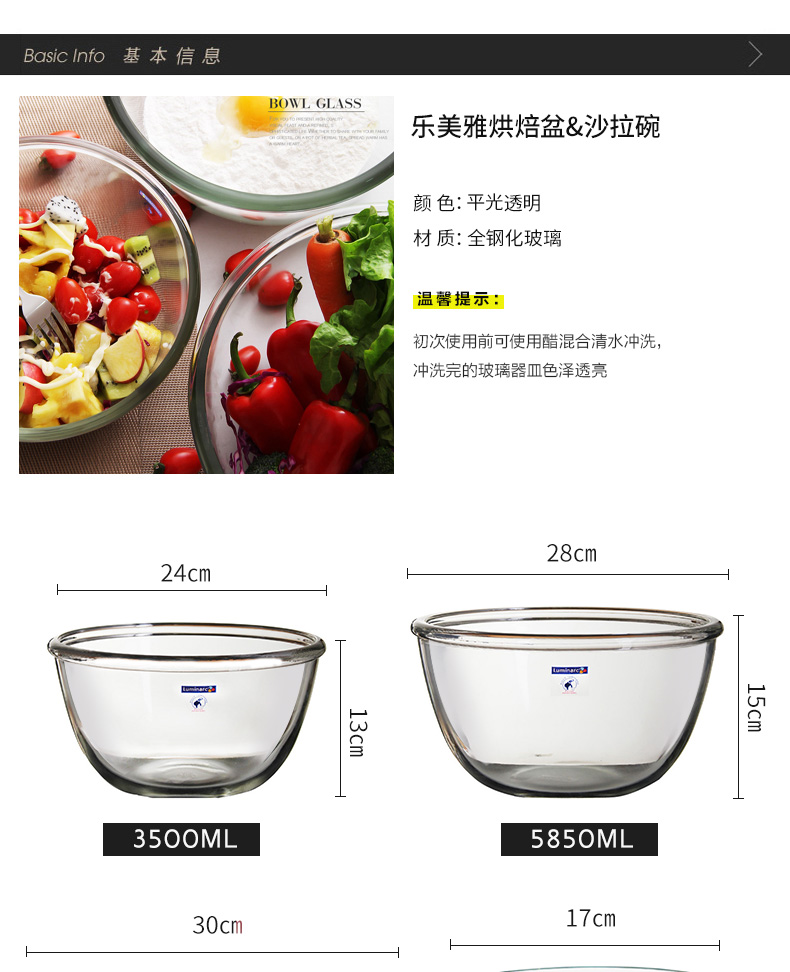 Basic Info 基本信息
BOWL GLASS
乐美雅烘焙盆&沙拉碗
颜 色：平光透明
材 质：全钢化玻璃
温馨提示：
初次使用前可使用醋混合清水冲洗，
冲洗完的玻璃器皿色泽透亮
24cm
28cm
Luminarc
13cm
Luminarc
15cm
3500ML
5850ML
30cm
17cm